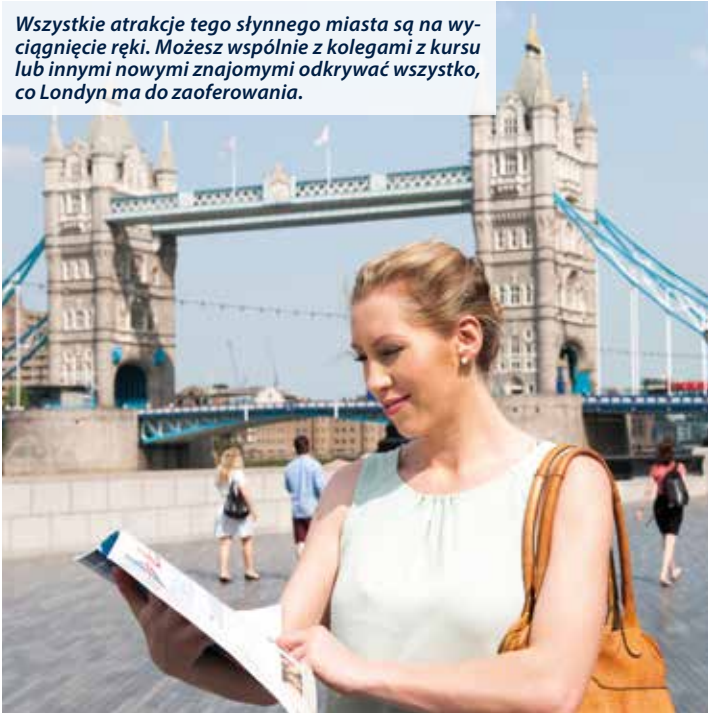 Wszystkie atrakcje tego słynnego miasta są na wy-
ciągnięcie ręki. Możesz wspólnie z kolegami z kursu
lub innymi nowymi znajomymi odkrywać wszystko,
co Londyn ma do zaoferowania.